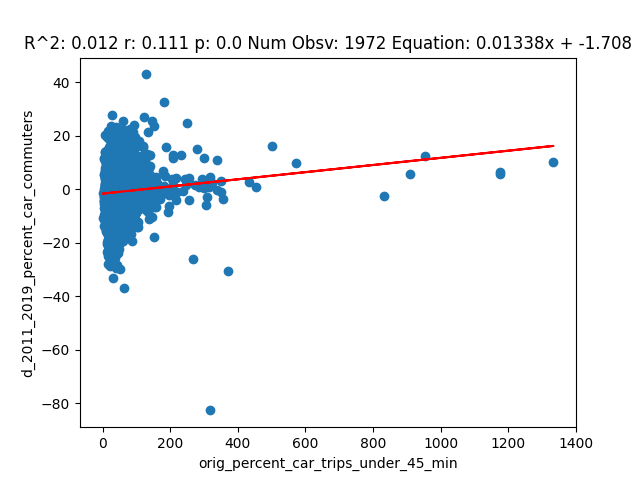 R^2: 0.012 r: 0.111 p: 0.0 Num Obsv: 1972 Equation: 0.01338x + -1.708
40
20
0
−20
−40
−60
−80
d_2011_2019_percent_car_commuters
0 200 400 600 800 1000 1200 1400
orig_percent_car_trips_under_45_min